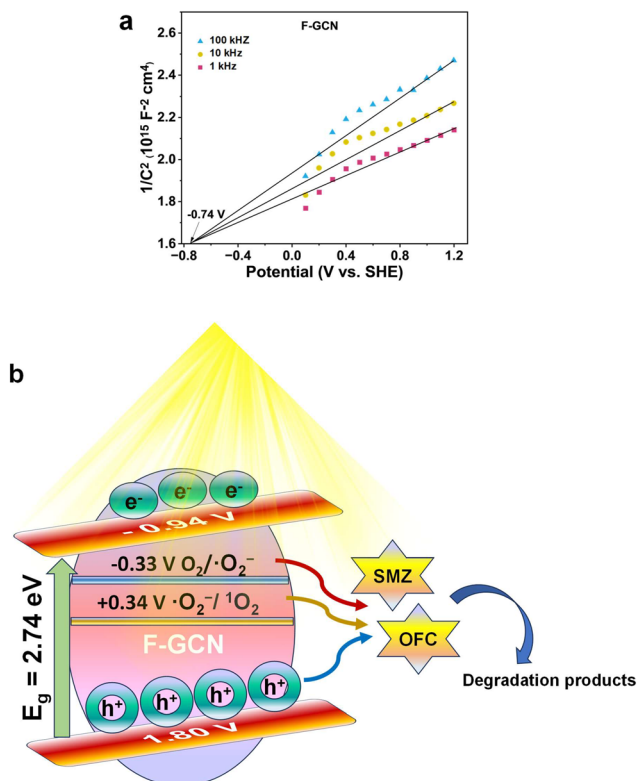 a
F-GCN
100 kHZ
10 kHz
1 kHz
1/C² (10¹⁵ F⁻² cm⁴)
2.6
2.4
2.2
2.0
1.8
1.6
-0.74 V
-0.8 -0.4 0.0 0.4 0.8 1.2
Potential (V vs. SHE)
b
e⁻ e⁻ e⁻
- 0.94 V
-0.33 V O₂/·O₂⁻
+0.34 V ·O₂⁻/ ¹O₂
F-GCN
E_g = 2.74 eV
h⁺ h⁺ h⁺ h⁺
1.80 V
SMZ
OFC
Degradation products